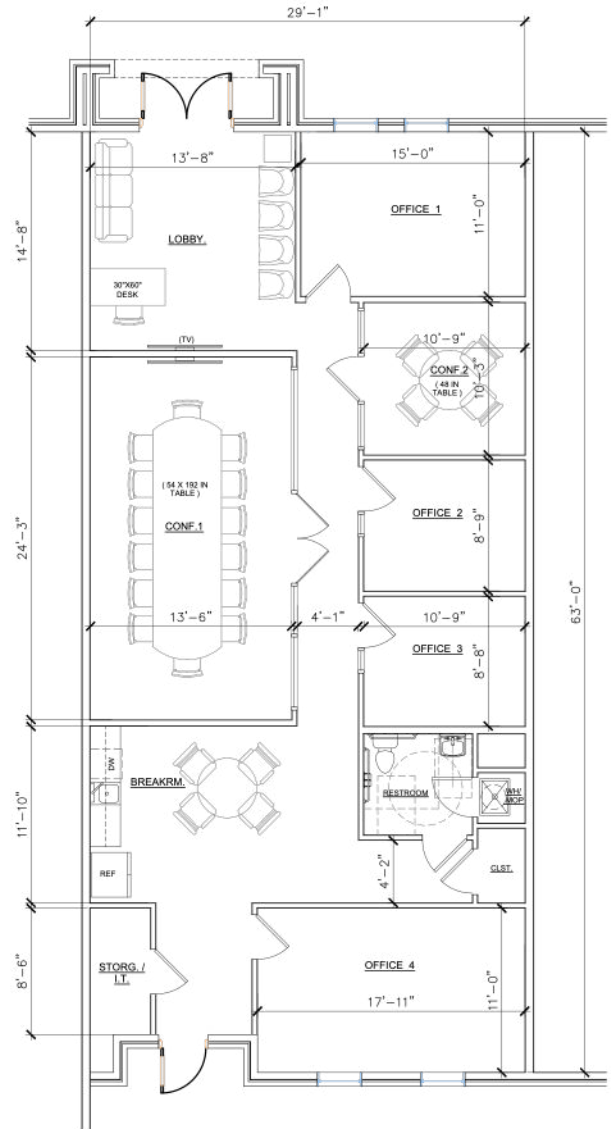 29'-1"
13'-8"
15'-0"
14'-8"
LOBBY.
OFFICE 1
11'-0"
30"X60"
DESK
(TV)
10'-9"
CONF.2
( 48 IN
TABLE )
10'-3"
24'-3"
( 54 X 192 IN
TABLE )
CONF.1
OFFICE 2
8'-9"
63'-0"
13'-6"
4'-1"
10'-9"
OFFICE 3
8'-8"
11'-10"
DW
BREAKRM.
REF
RESTROOM
WH/
MOP
4'-2"
CLST.
8'-6"
STORG. /
I.T.
OFFICE 4
17'-11"
11'-0"